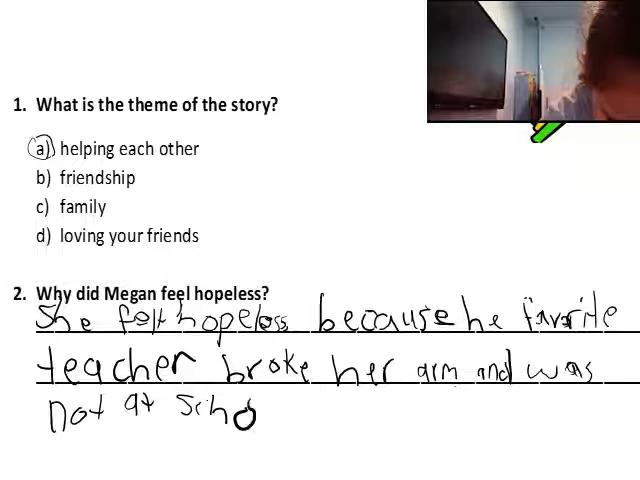 1. What is the theme of the story?
a) helping each other
b) friendship
c) family
d) loving your friends
2. Why did Megan feel hopeless?
She felt hopeless because he favorite
teacher broke her arm and was
not at scho